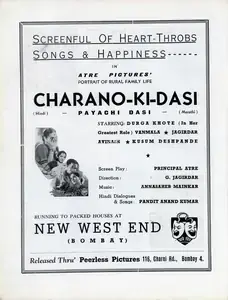 SCREENFUL OF HEART-THROBS
SONGS & HAPPINESS------
IN
ATRE PICTURES'
PORTRAIT OF RURAL FAMILY LIFE
CHARANO-KI-DASI
(Hindi) — PAYACHI DASI — (Marathi)
STARRING: DURGA KHOTE (In Her
Greatest Role) VANMALA ★ JAGIRDAR
AVINASH ★ KUSUM DESHPANDE
Screen Play: PRINCIPAL ATRE
Direction: G. JAGIRDAR
Music: ANNASAHEB MAINKAR
Hindi Dialogues
& Songs: PANDIT ANAND KUMAR
RUNNING TO PACKED HOUSES AT
NEW WEST END
(BOMBAY)
Released Thru' Peerless Pictures 116, Charni Rd., Bombay 4.